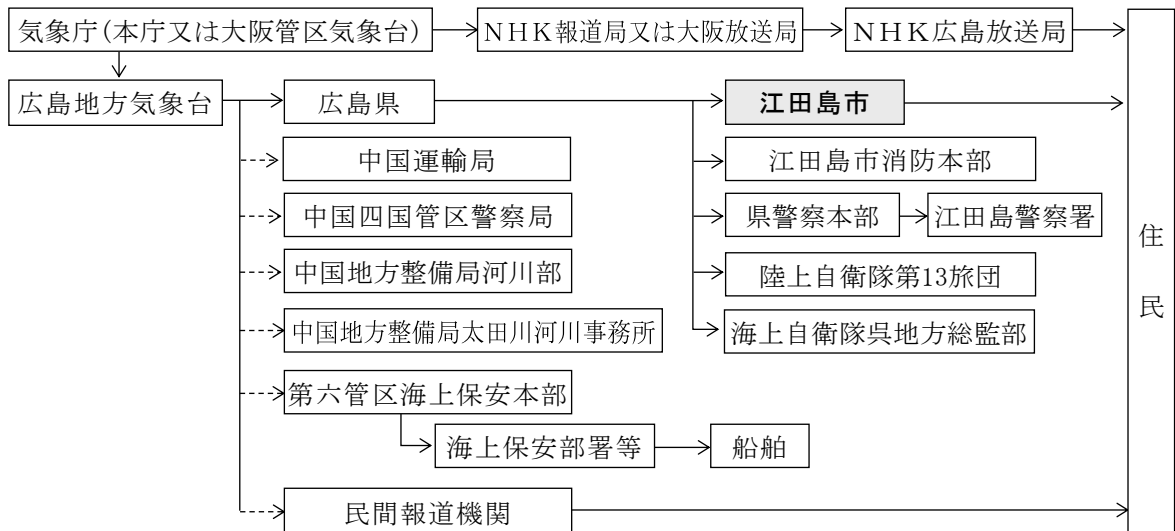 気象庁（本庁又は大阪管区気象台）
ＮＨＫ報道局又は大阪放送局
ＮＨＫ広島放送局
広島地方気象台
広島県
江田島市
中国運輸局
江田島市消防本部
中国四国管区警察局
県警察本部
江田島警察署
住民
中国地方整備局河川部
陸上自衛隊第13旅団
中国地方整備局太田川河川事務所
海上自衛隊呉地方総監部
第六管区海上保安本部
海上保安部署等
船舶
民間報道機関